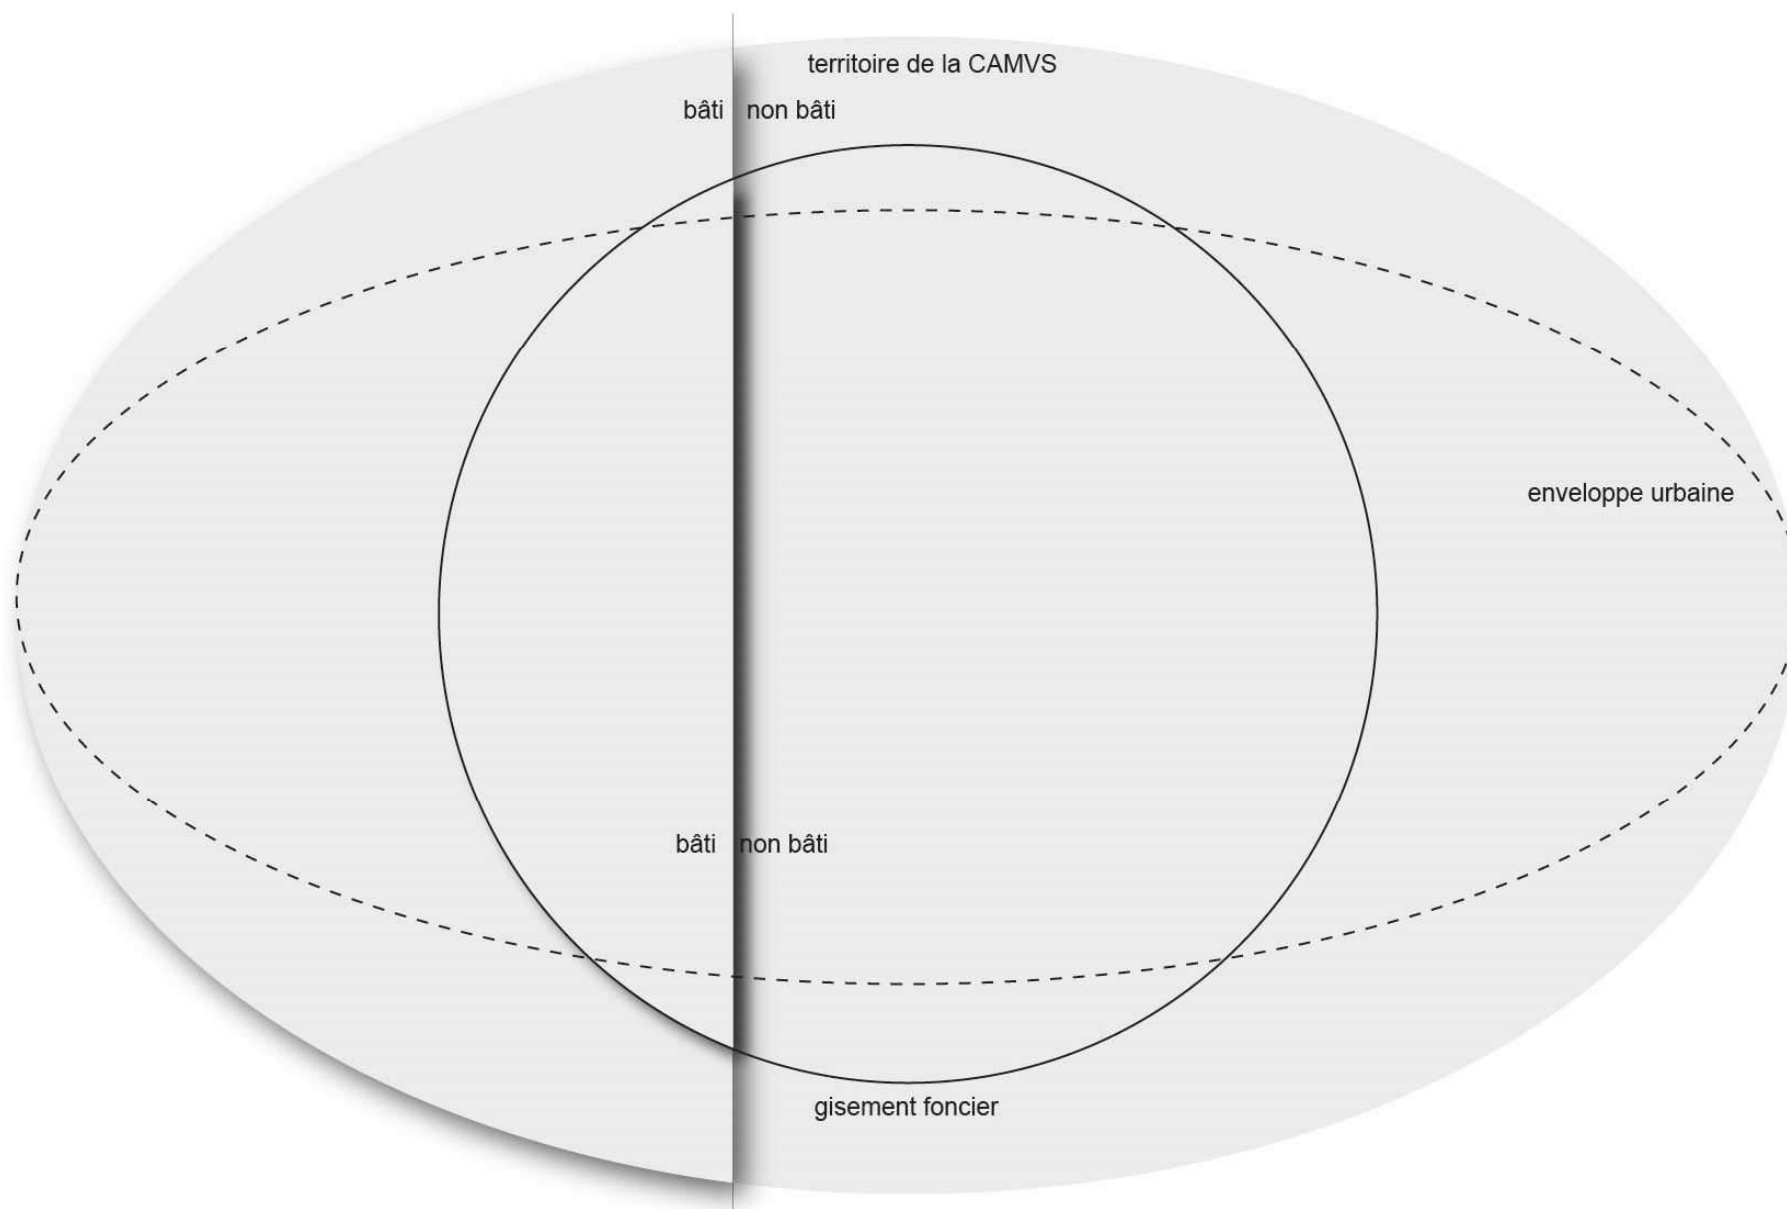 territoire de la CAMVS
bâti non bâti
enveloppe urbaine
bâti non bâti
gisement foncier